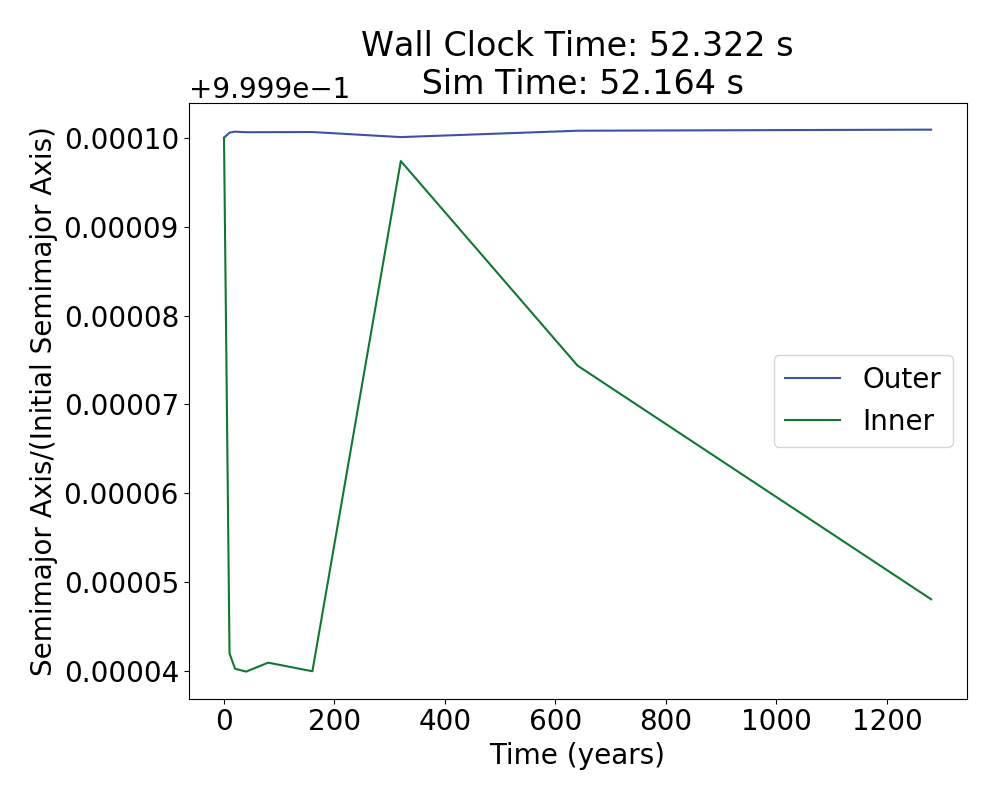 Wall Clock Time: 52.322 s
Sim Time: 52.164 s
+9.999e−1
Semimajor Axis/(Initial Semimajor Axis)
0.00010
0.00009
0.00008
0.00007
0.00006
0.00005
0.00004
Outer
Inner
0 200 400 600 800 1000 1200
Time (years)